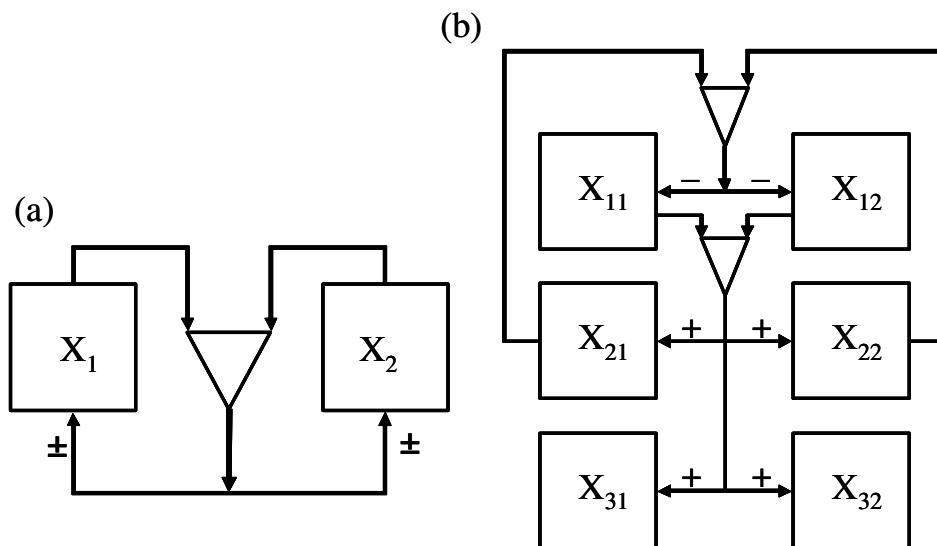 (a)
X₁
X₂
±
±
(b)
– –
X₁₁
X₁₂
+ +
X₂₁
X₂₂
+ +
X₃₁
X₃₂